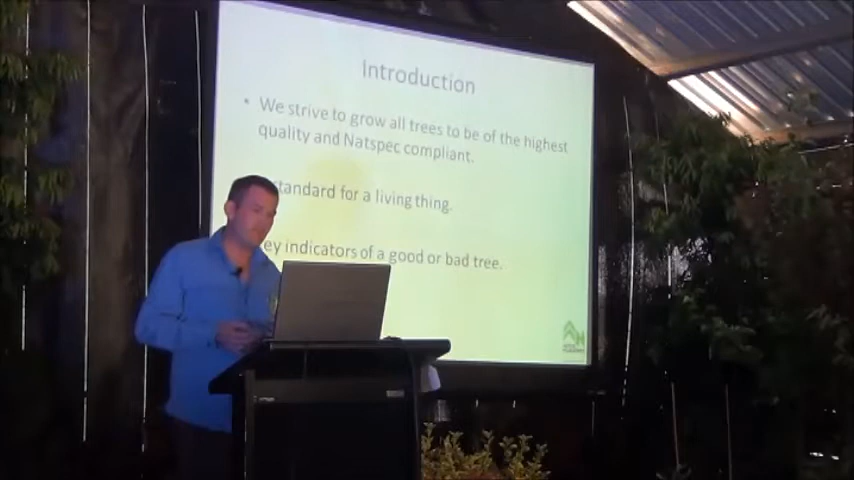 Introduction
• We strive to grow all trees to be of the highest
quality and Natspec compliant.
standard for a living thing.
ey indicators of a good or bad tree.